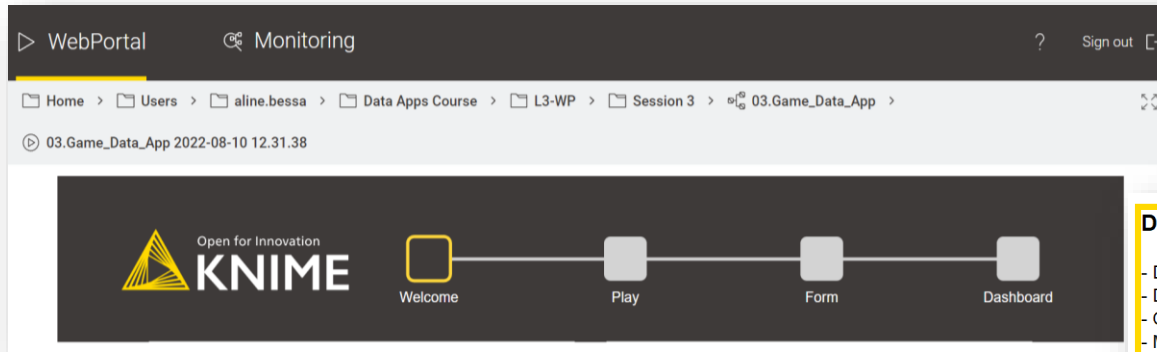 WebPortal Monitoring ? Sign out
Home > Users > aline.bessa > Data Apps Course > L3-WP > Session 3 > 03.Game_Data_App >
03.Game_Data_App 2022-08-10 12.31.38
Open for Innovation
KNIME
Welcome Play Form Dashboard